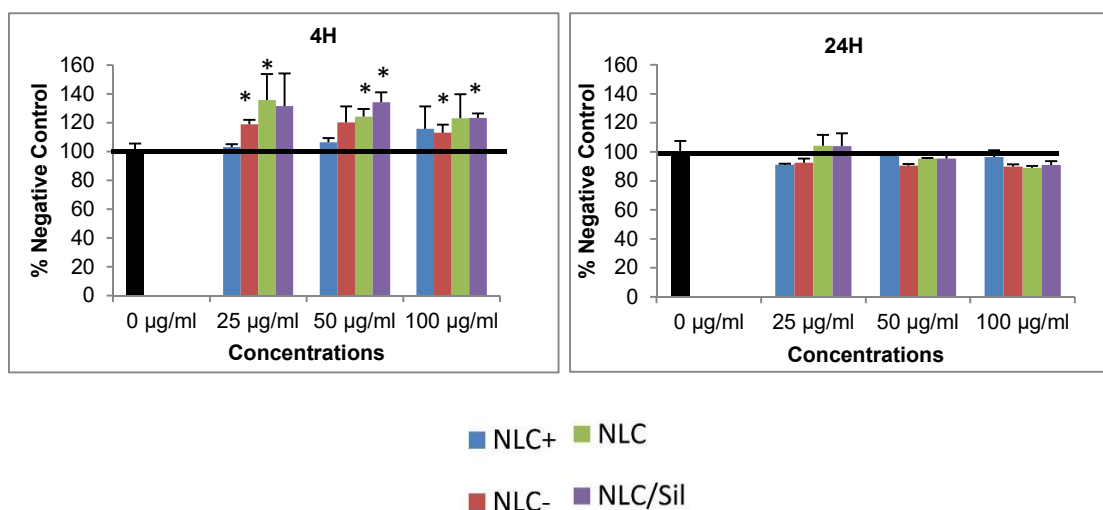 4H
160
140
120
100
80
60
40
20
0
% Negative Control
* * * * * *
0 µg/ml 25 µg/ml 50 µg/ml 100 µg/ml
Concentrations
24H
160
140
120
100
80
60
40
20
0
% Negative Control
0 µg/ml 25 µg/ml 50 µg/ml 100 µg/ml
Concentrations
NLC+ NLC
NLC- NLC/Sil